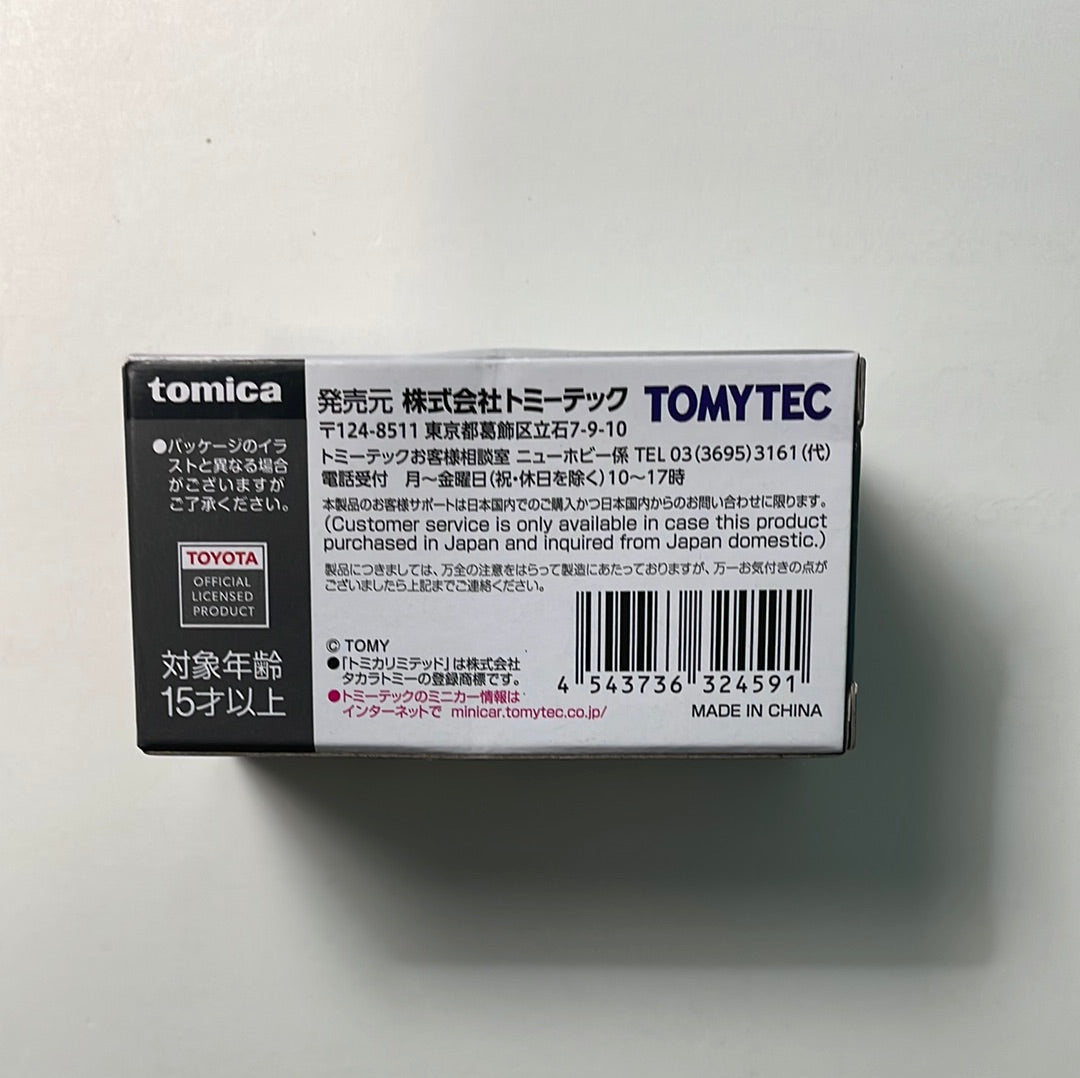 tomica
●パッケージのイラ
ストと異なる場合
がございますが
ご了承ください。
TOYOTA
OFFICIAL
LICENSED
PRODUCT
対象年齢
15才以上
発売元 株式会社トミーテック TOMYTEC
〒124-8511 東京都葛飾区立石7-9-10
トミーテックお客様相談室 ニューホビー係 TEL 03(3695)3161(代)
電話受付 月〜金曜日(祝・休日を除く)10〜17時
本製品のお客様サポートは日本国内でのご購入かつ日本国内からのお問い合わせに限ります。
(Customer service is only available in case this product
purchased in Japan and inquired from Japan domestic.)
製品につきましては、万全の注意をはらって製造にあたっておりますが、万一お気付きの点が
ございましたら上記までご連絡ください。
© TOMY
●「トミカリミテッド」は株式会社
タカラトミーの登録商標です。
●トミーテックのミニカー情報は
インターネットで minicar.tomytec.co.jp/
4 543736 324591
MADE IN CHINA